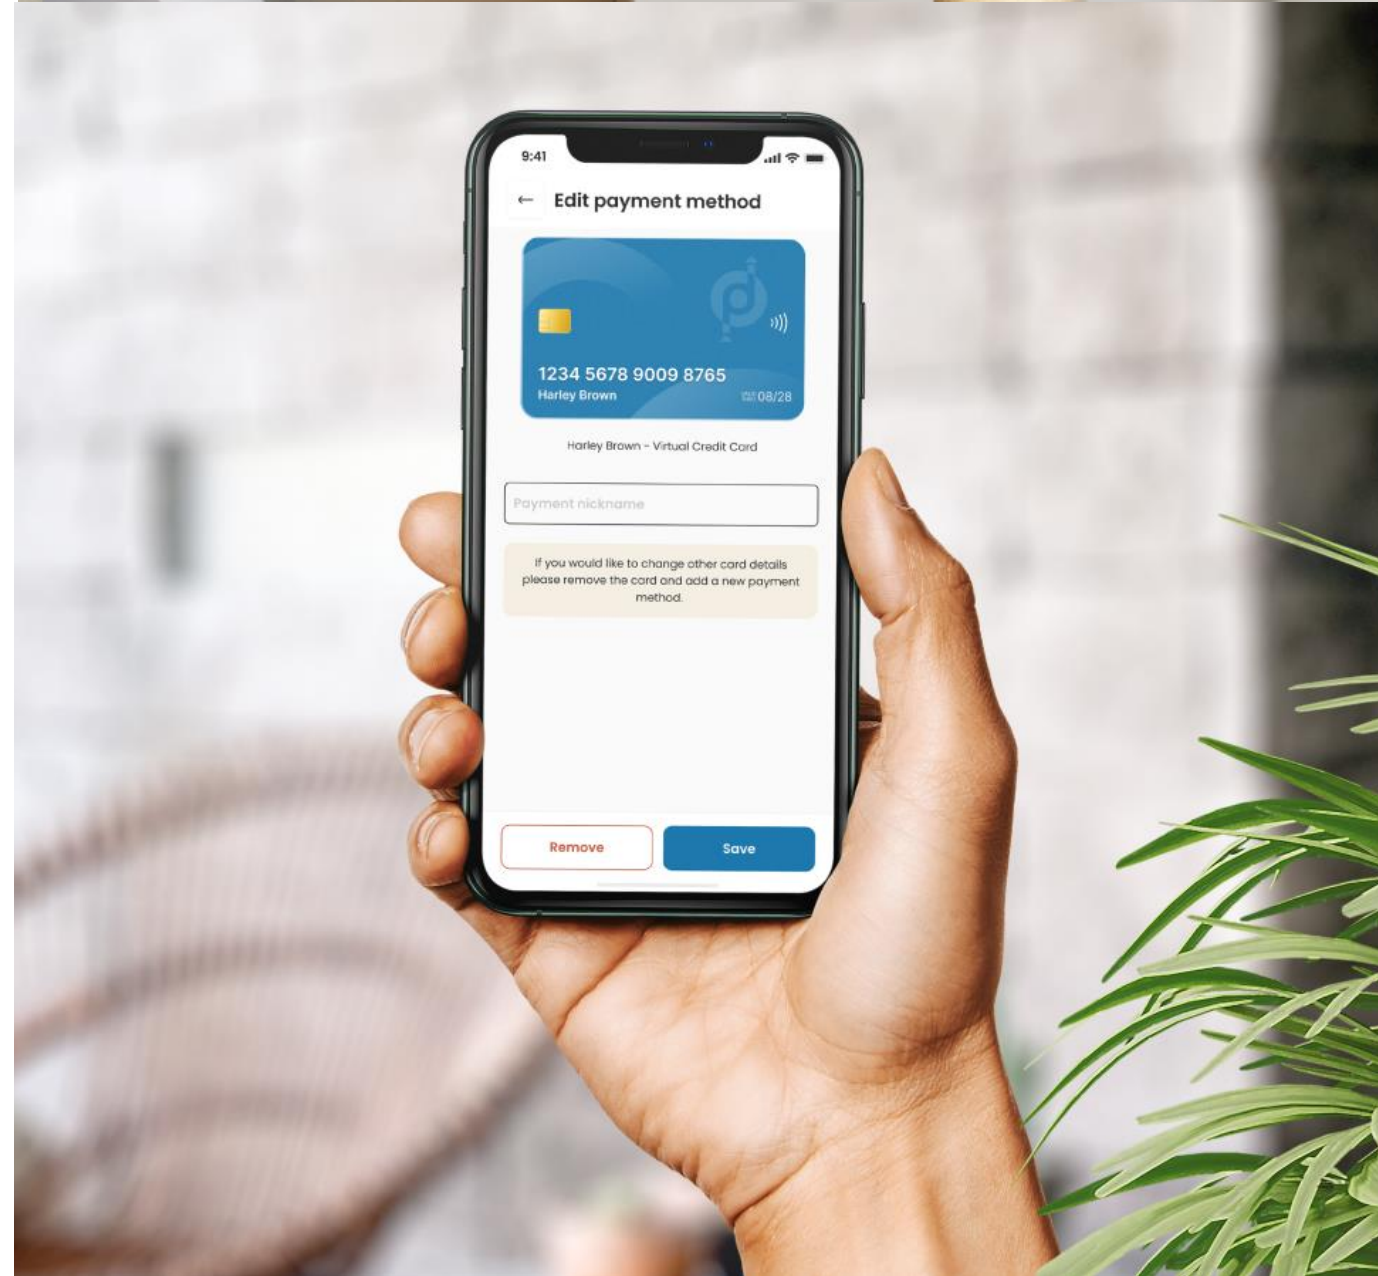 9:41
← Edit payment method
1234 5678 9009 8765
Harley Brown
08/28
Harley Brown - Virtual Credit Card
Payment nickname
If you would like to change other card details
please remove the card and add a new payment
method.
Remove
Save